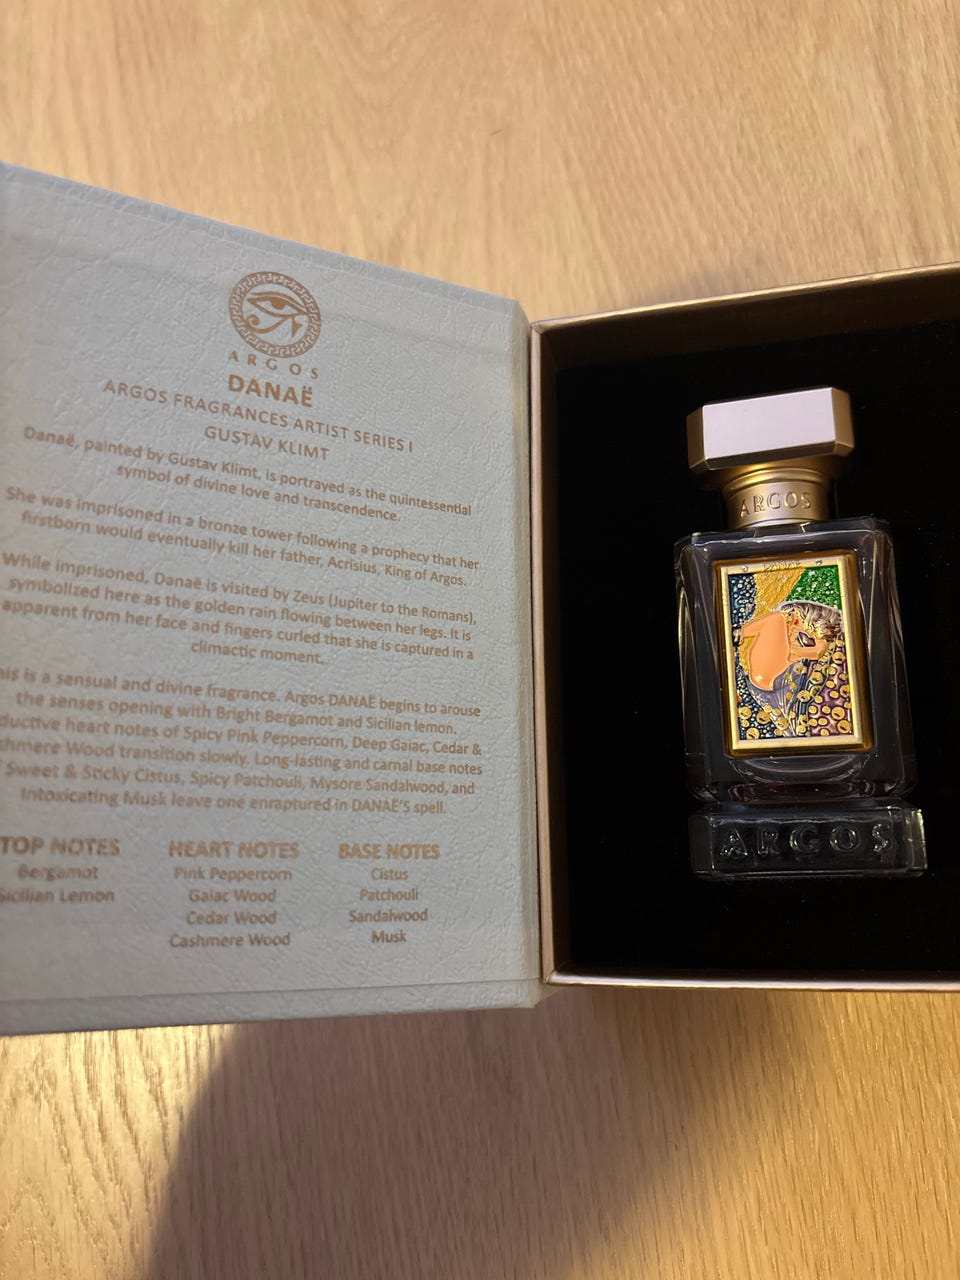 ARGOS
DANAË
ARGOS FRAGRANCES ARTIST SERIES I
GUSTAV KLIMT
Danaë, painted by Gustav Klimt, is portrayed as the quintessential
symbol of divine love and transcendence.
She was imprisoned in a bronze tower following a prophecy that her
firstborn would eventually kill her father, Acrisius, King of Argos.
While imprisoned, Danaë is visited by Zeus (Jupiter to the Romans),
symbolized here as the golden rain flowing between her legs. It is
apparent from her face and fingers curled that she is captured in a
climactic moment.
is is a sensual and divine fragrance. Argos DANAË begins to arouse
the senses opening with Bright Bergamot and Sicilian lemon.
ductive heart notes of Spicy Pink Peppercorn, Deep Gaiac, Cedar &
hmere Wood transition slowly. Long-lasting and carnal base notes
Sweet & Sticky Cistus, Spicy Patchouli, Mysore Sandalwood, and
Intoxicating Musk leave one enraptured in DANAË'S spell.
TOP NOTES
Bergamot
Sicilian Lemon
HEART NOTES
Pink Peppercorn
Gaiac Wood
Cedar Wood
Cashmere Wood
BASE NOTES
Cistus
Patchouli
Sandalwood
Musk
ARGOS
DANAË
ARGOS